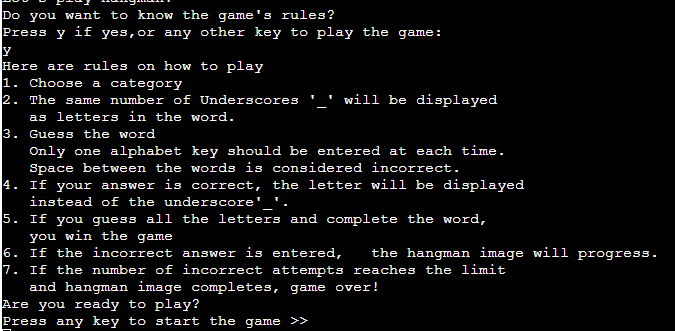 play hangman!
Do you want to know the game's rules?
Press y if yes,or any other key to play the game:
y
Here are rules on how to play
1. Choose a category
2. The same number of Underscores '_' will be displayed
as letters in the word.
3. Guess the word
Only one alphabet key should be entered at each time.
Space between the words is considered incorrect.
4. If your answer is correct, the letter will be displayed
instead of the underscore'_'.
5. If you guess all the letters and complete the word,
you win the game
6. If the incorrect answer is entered,   the hangman image will progress.
7. If the number of incorrect attempts reaches the limit
and hangman image completes, game over!
Are you ready to play?
Press any key to start the game >>